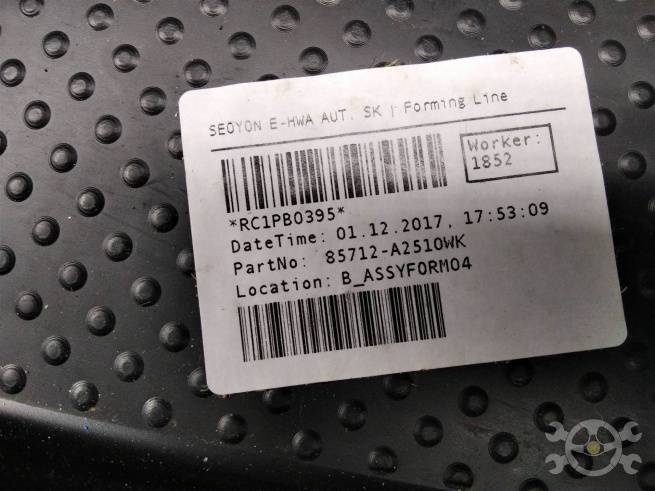 SEOYON E-HWA AUT. SK | Forming Line
Worker:
1852
*RC1PB0395*
DateTime: 01.12.2017, 17:53:09
PartNo: 85712-A2510WK
Location: B_ASSYFORM04